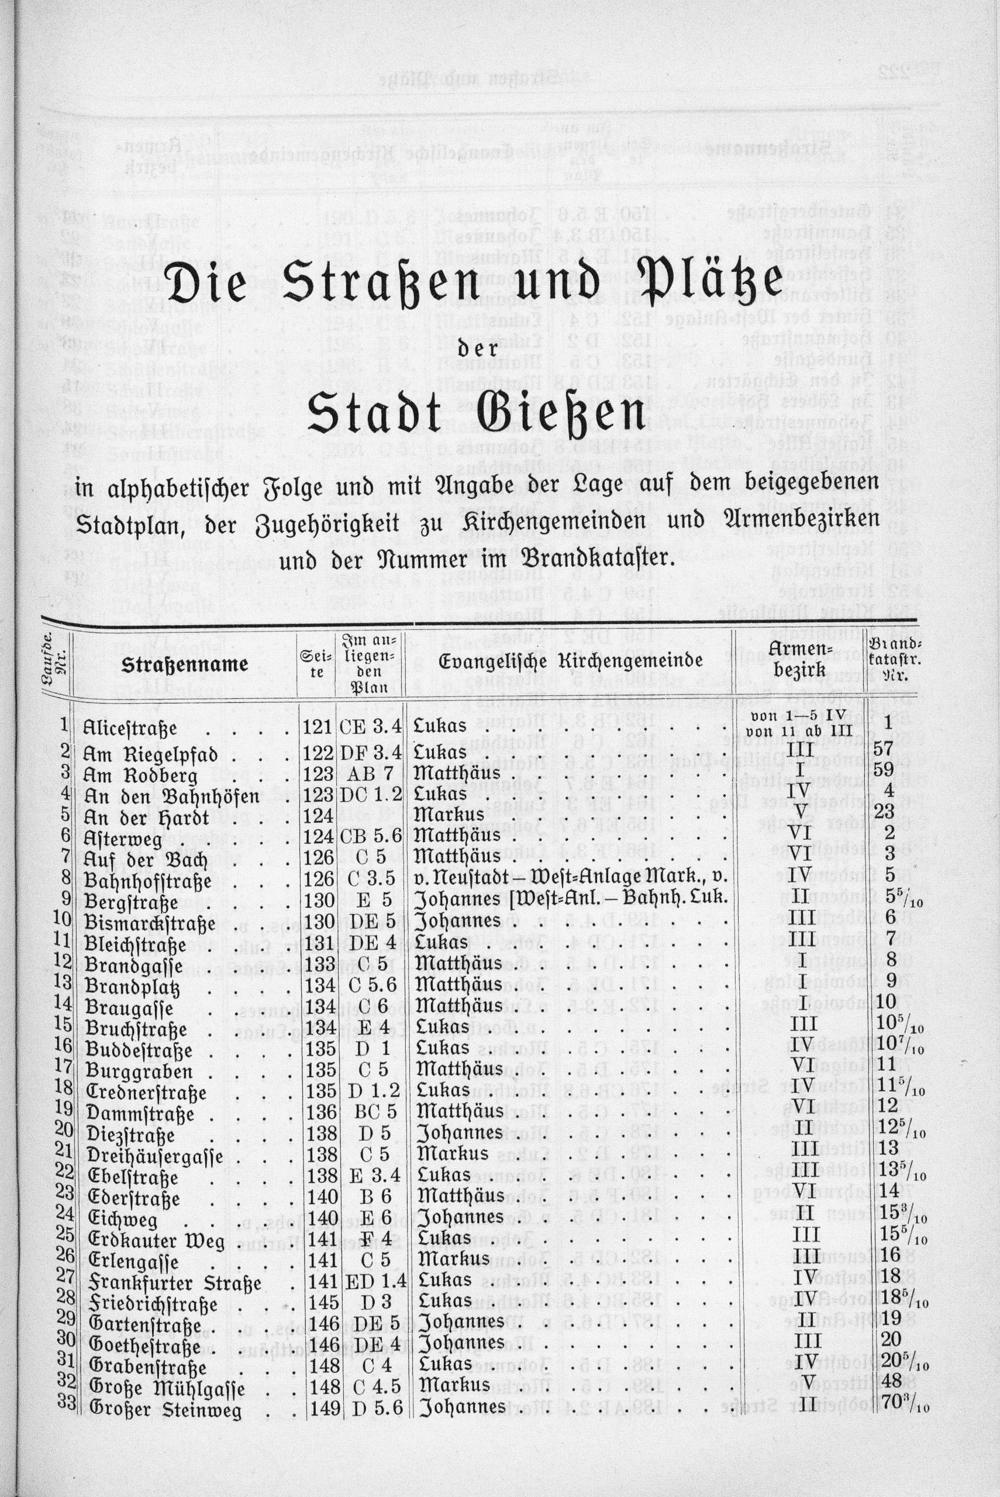 Die Straßen und Plätze
der
Stadt Gießen
in alphabetischer Folge und mit Angabe der Lage auf dem beigegebenen
Stadtplan, der Zugehörigkeit zu Kirchengemeinden und Armenbezirken
und der Nummer im Brandkataster.
Laufde. Nr. | Straßenname | Sei-te | Im an-liegen-den Plan | Evangelische Kirchengemeinde | Armen-bezirk | Brand-katastr. Nr.
1 Alicestraße . . . . 121 CE 3.4 Lukas . . . . . . . . . von 1—5 IV von 11 ab III 1
2 Am Riegelpfad . . . 122 DF 3.4 Lukas . . . . . . . . . III 57
3 Am Rodberg . . . . 123 AB 7 Matthäus . . . . . . . . I 59
4 An den Bahnhöfen . 123 DC 1.2 Lukas . . . . . . . . . IV 4
5 An der Hardt . . . 124 Markus . . . . . . . . . V 23
6 Asterweg . . . . . 124 CB 5.6 Matthäus . . . . . . . . VI 2
7 Auf der Bach . . . 126 C 5 Matthäus . . . . . . . . VI 3
8 Bahnhofstraße . . . 126 C 3.5 v. Neustadt – West-Anlage Mark., v. IV 5
9 Bergstraße . . . . 130 E 5 Johannes [West-Anl. – Bahnh. Luk. II 5⁵/₁₀
10 Bismarckstraße . . . 130 DE 5 Johannes . . . . . . . . III 6
11 Bleichstraße . . . . 131 DE 4 Lukas . . . . . . . . . III 7
12 Brandgasse . . . . 133 C 5 Matthäus . . . . . . . . I 8
13 Brandplatz . . . . 134 C 5.6 Matthäus . . . . . . . . I 9
14 Braugasse . . . . 134 C 6 Matthäus . . . . . . . . I 10
15 Bruchstraße . . . . 134 E 4 Lukas . . . . . . . . . III 10⁵/₁₀
16 Buddestraße . . . . 135 D 1 Lukas . . . . . . . . . IV 10⁷/₁₀
17 Burggraben . . . . 135 C 5 Matthäus . . . . . . . . VI 11
18 Crednerstraße . . . 135 D 1.2 Lukas . . . . . . . . . IV 11⁵/₁₀
19 Dammstraße . . . . 136 BC 5 Matthäus . . . . . . . . VI 12
20 Diezstraße . . . . 138 D 5 Johannes . . . . . . . . II 12⁵/₁₀
21 Dreihäusergasse . . . 138 C 5 Markus . . . . . . . . . III 13
22 Ebelstraße . . . . 138 E 3.4 Lukas . . . . . . . . . III 13⁵/₁₀
23 Ederstraße . . . . 140 B 6 Matthäus . . . . . . . . VI 14
24 Eichweg . . . . . 140 E 6 Johannes . . . . . . . . II 15³/₁₀
25 Erdkauter Weg . . . 141 F 4 Lukas . . . . . . . . . III 15⁵/₁₀
26 Erlengasse . . . . 141 C 5 Markus . . . . . . . . . III 16
27 Frankfurter Straße . 141 ED 1.4 Lukas . . . . . . . . . IV 18
28 Friedrichstraße . . . 145 D 3 Lukas . . . . . . . . . IV 18⁵/₁₀
29 Gartenstraße . . . . 146 DE 5 Johannes . . . . . . . . II 19
30 Goethestraße . . . . 146 DE 4 Johannes . . . . . . . . III 20
31 Grabenstraße . . . . 148 C 4 Lukas . . . . . . . . . IV 20⁵/₁₀
32 Große Mühlgasse . . 148 C 4.5 Markus . . . . . . . . . V 48
33 Großer Steinweg . . 149 D 5.6 Johannes . . . . . . . . II 70³/₁₀